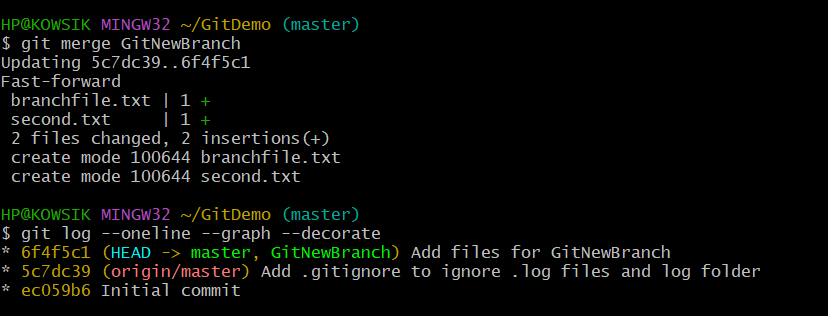 HP@KOWSIK MINGW32 ~/GitDemo (master)
$ git merge GitNewBranch
Updating 5c7dc39..6f4f5c1
Fast-forward
 branchfile.txt | 1 +
 second.txt     | 1 +
 2 files changed, 2 insertions(+)
 create mode 100644 branchfile.txt
 create mode 100644 second.txt
HP@KOWSIK MINGW32 ~/GitDemo (master)
$ git log --oneline --graph --decorate
* 6f4f5c1 (HEAD -> master, GitNewBranch) Add files for GitNewBranch
* 5c7dc39 (origin/master) Add .gitignore to ignore .log files and log folder
* ec059b6 Initial commit